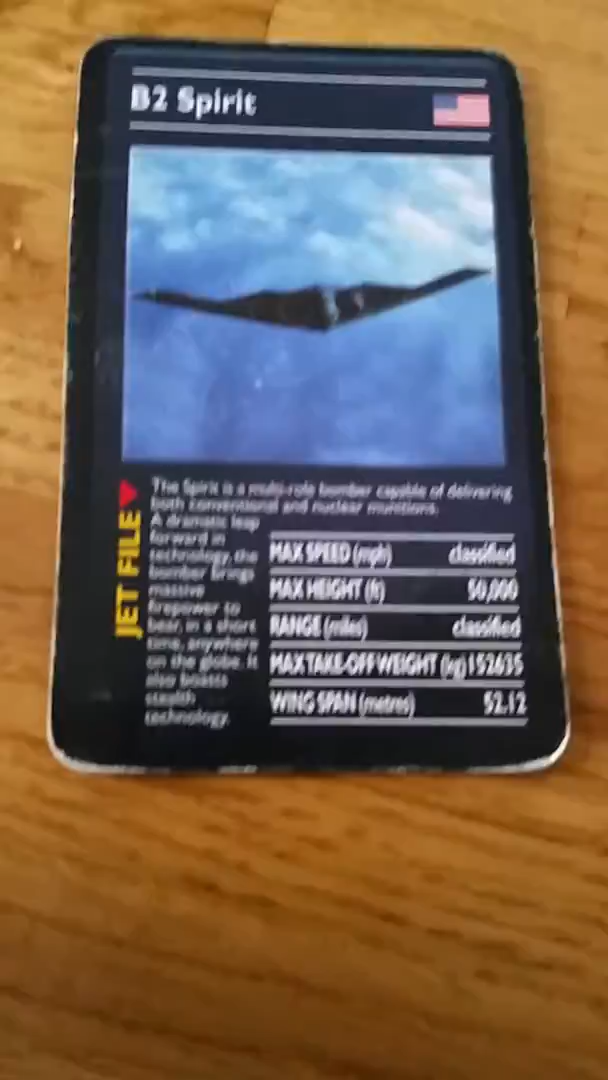 B2 Spirit
JET FILE
The Spirit is a multi-role bomber capable of delivering
both conventional and nuclear munitions.
A dramatic leap
forward in
technology, the
bomber brings
massive
firepower to
bear, in a short
time, anywhere
on the globe. It
also boasts
stealth
technology.
MAX SPEED (mph) classified
MAX HEIGHT (ft) 50,000
RANGE (miles) classified
MAX TAKE-OFF WEIGHT (kg) 152635
WING SPAN (metres) 52.12